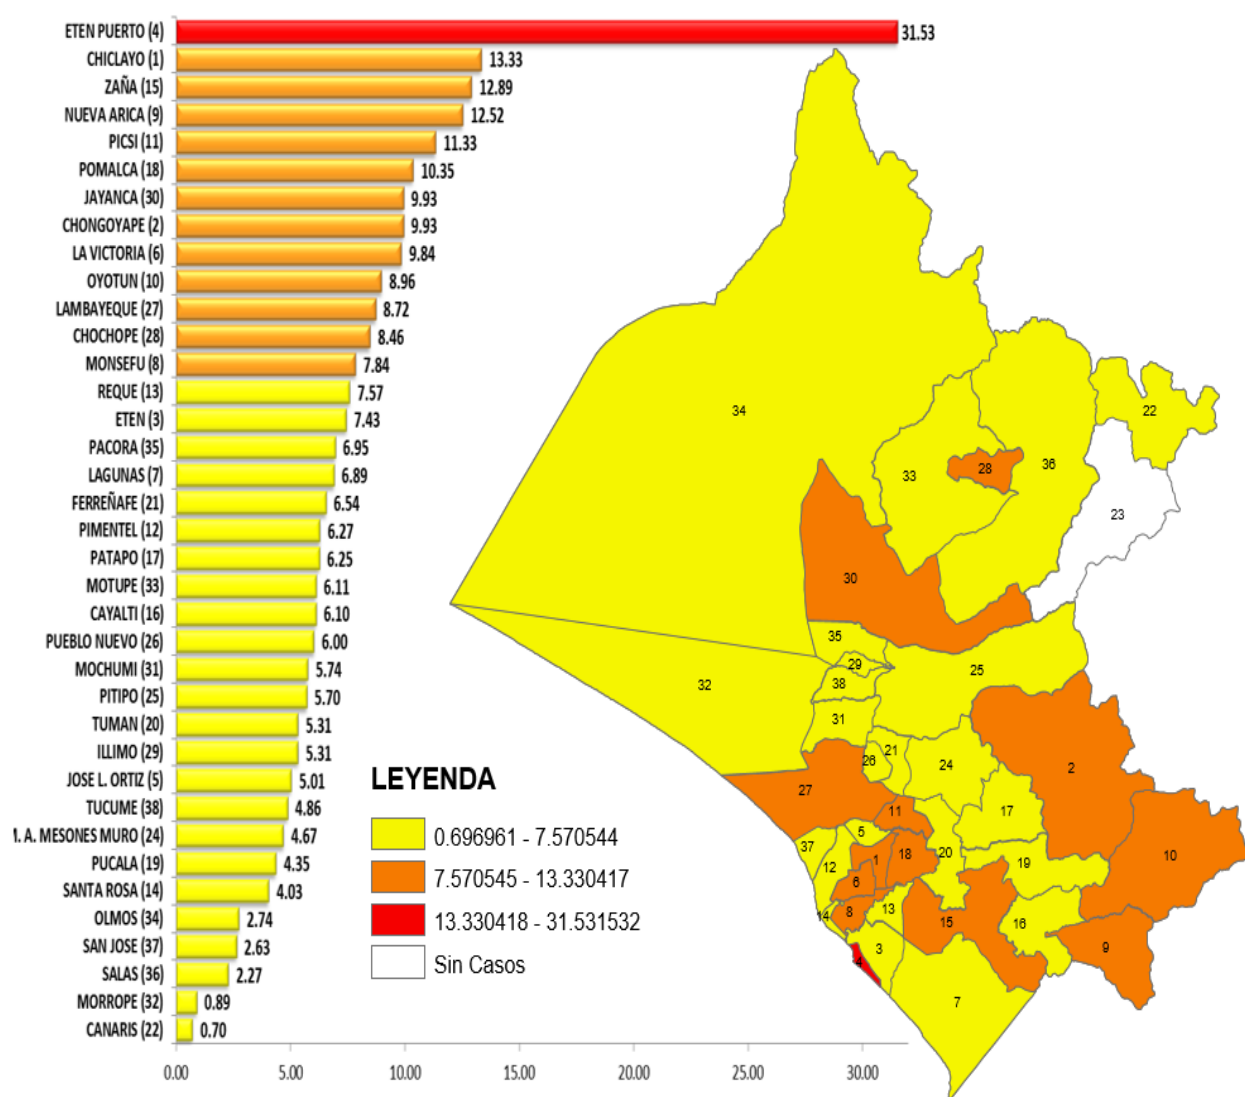 ETEN PUERTO (4) 31.53
CHICLAYO (1) 13.33
ZAÑA (15) 12.89
NUEVA ARICA (9) 12.52
PICSI (11) 11.33
POMALCA (18) 10.35
JAYANCA (30) 9.93
CHONGOYAPE (2) 9.93
LA VICTORIA (6) 9.84
OYOTUN (10) 8.96
LAMBAYEQUE (27) 8.72
CHOCHOPE (28) 8.46
MONSEFU (8) 7.84
REQUE (13) 7.57
ETEN (3) 7.43
PACORA (35) 6.95
LAGUNAS (7) 6.89
FERREÑAFE (21) 6.54
PIMENTEL (12) 6.27
PATAPO (17) 6.25
MOTUPE (33) 6.11
CAYALTI (16) 6.10
PUEBLO NUEVO (26) 6.00
MOCHUMI (31) 5.74
PITIPO (25) 5.70
TUMAN (20) 5.31
ILLIMO (29) 5.31
JOSE L. ORTIZ (5) 5.01
TUCUME (38) 4.86
A. MESONES MURO (24) 4.67
PUCALA (19) 4.35
SANTA ROSA (14) 4.03
OLMOS (34) 2.74
SAN JOSE (37) 2.63
SALAS (36) 2.27
MORROPE (32) 0.89
CANARIS (22) 0.70
0.00 5.00 10.00 15.00 20.00 25.00 30.00
LEYENDA
0.696961 - 7.570544
7.570545 - 13.330417
13.330418 - 31.531532
Sin Casos
34
22
36
33
28
23
30
35
29
25
32
38
31
21
26
24
2
27
11
17
5
37
1
18
20
19
10
12
6
13
8
14
15
16
3
9
4
7